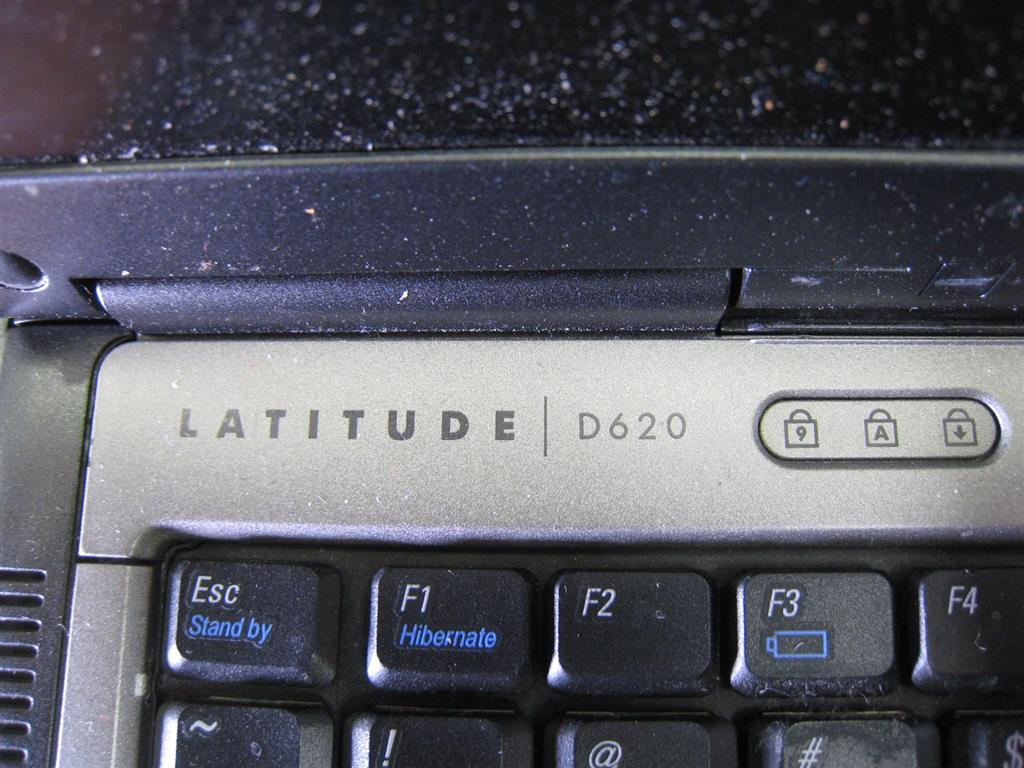 LATITUDE | D620
9 A
Esc F1 F2 F3 F4
Stand by Hibernate
~ ! @ # $